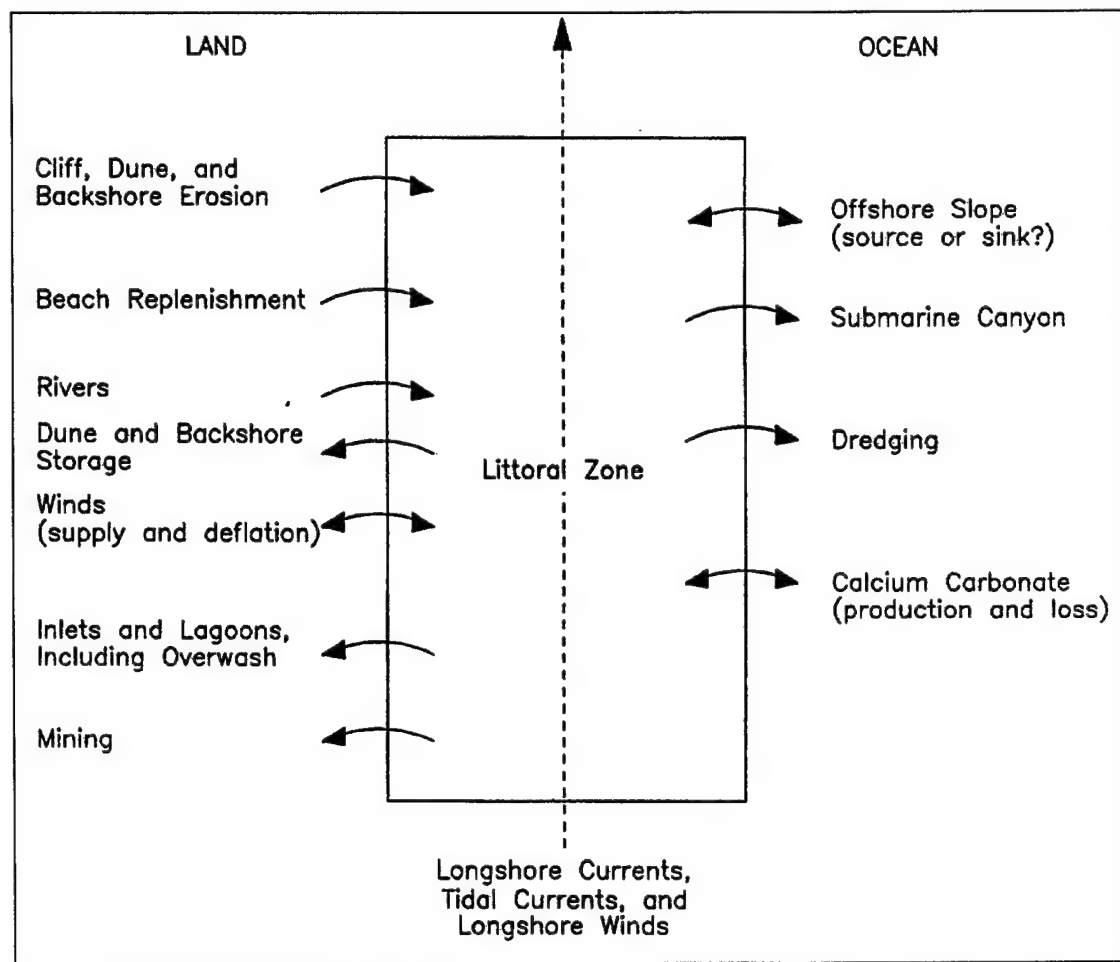 LAND
OCEAN
Cliff, Dune, and
Backshore Erosion
Beach Replenishment
Rivers
Dune and Backshore
Storage
Winds
(supply and deflation)
Inlets and Lagoons,
Including Overwash
Mining
Littoral Zone
Offshore Slope
(source or sink?)
Submarine Canyon
Dredging
Calcium Carbonate
(production and loss)
Longshore Currents,
Tidal Currents, and
Longshore Winds